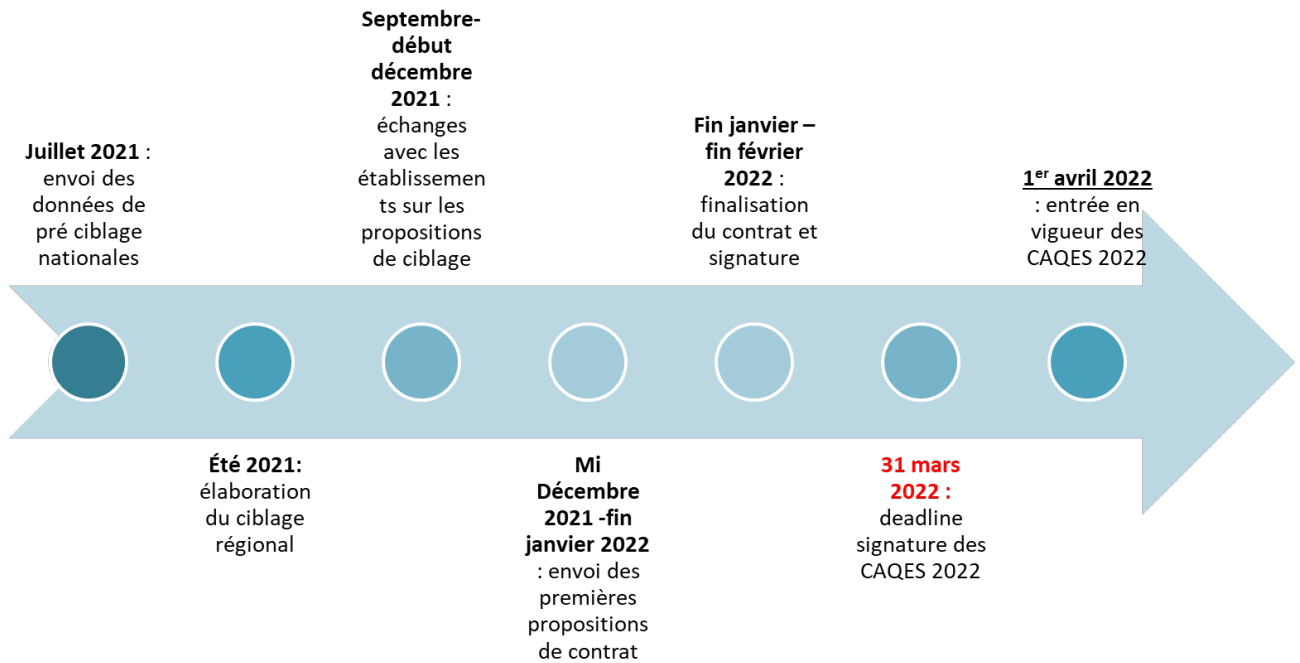 Juillet 2021 :
envoi des
données de
pré ciblage
nationales
Été 2021:
élaboration
du ciblage
régional
Septembre-
début
décembre
2021 :
échanges
avec les
établissemen
ts sur les
propositions
de ciblage
Mi
Décembre
2021 -fin
janvier 2022
: envoi des
premières
propositions
de contrat
Fin janvier –
fin février
2022 :
finalisation
du contrat et
signature
31 mars
2022 :
deadline
signature des
CAQES 2022
1er avril 2022
: entrée en
vigueur des
CAQES 2022